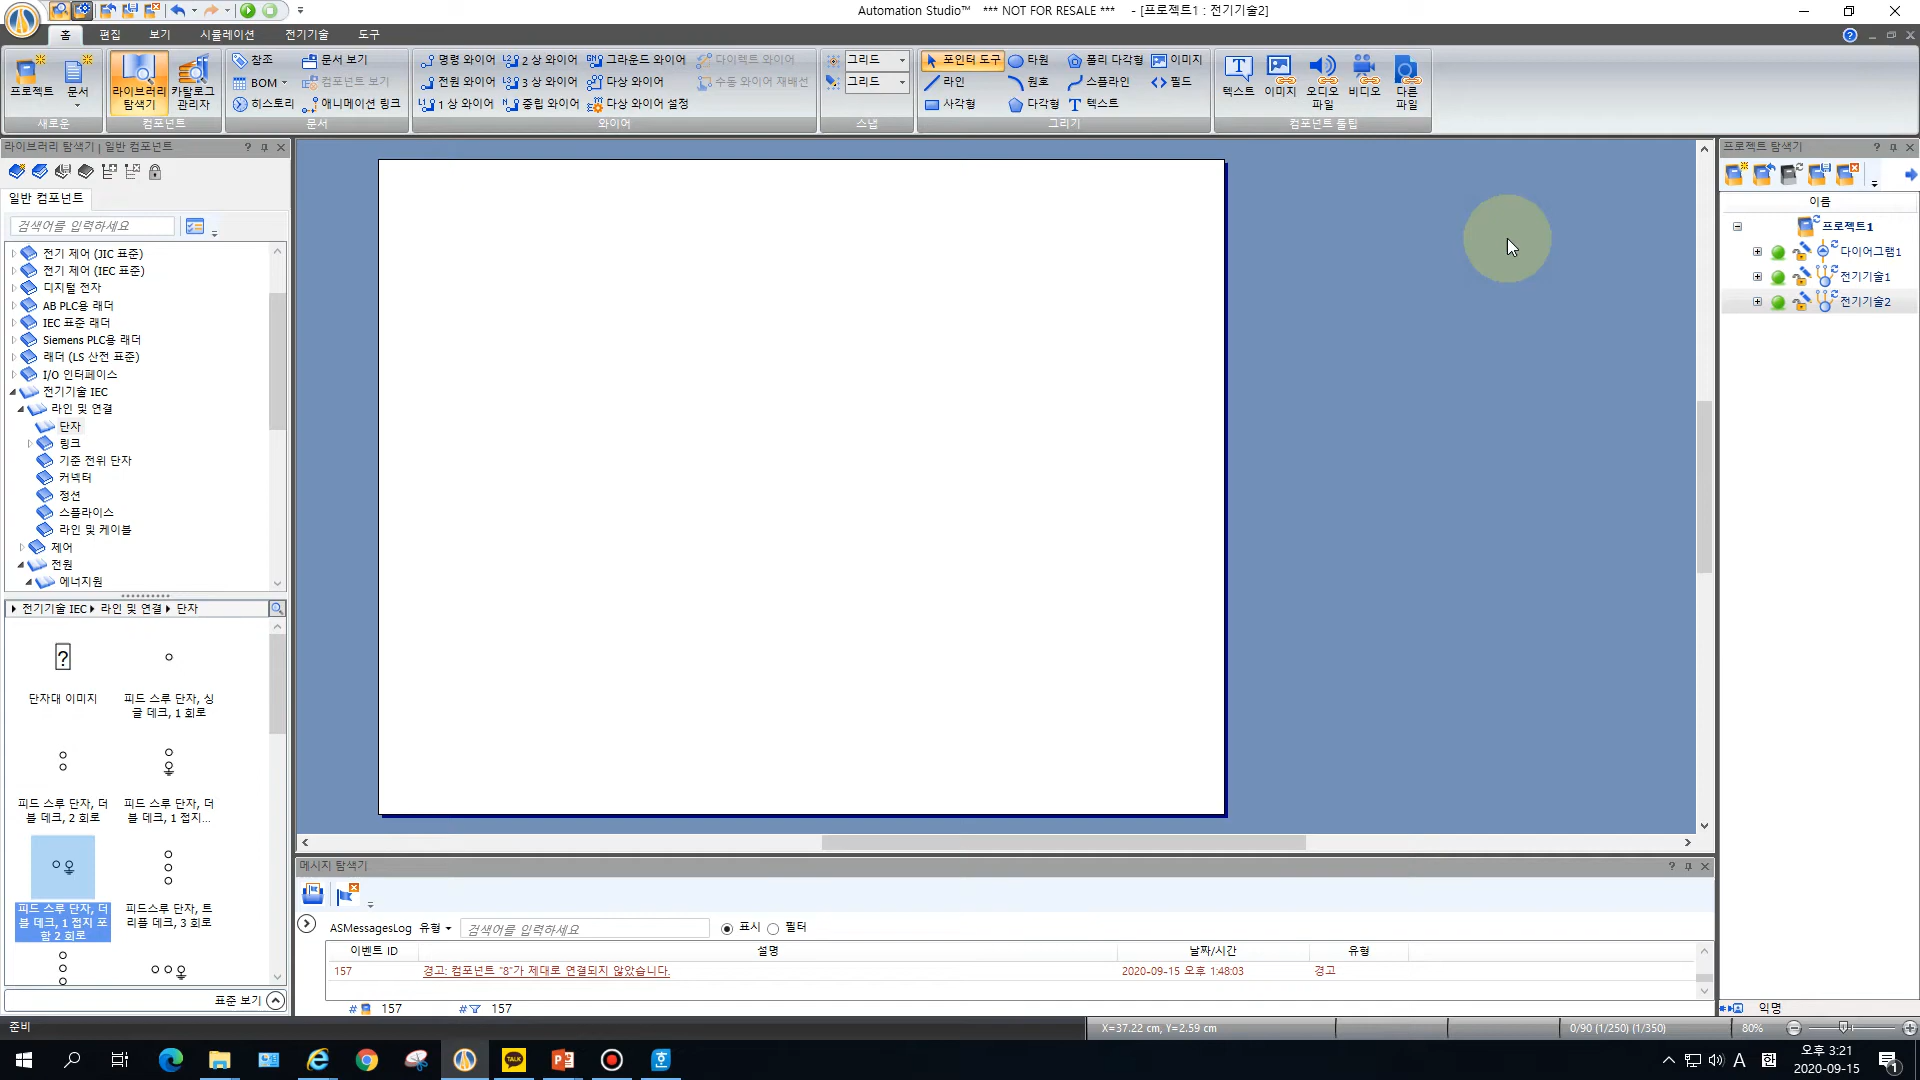 Automation Studio™ *** NOT FOR RESALE *** - [프로젝트1 : 전기기술2]
홈 편집 보기 시뮬레이션 전기기술 도구
프로젝트 문서
새로운
라이브러리 탐색기 카탈로그 관리자
컴포넌트
참조 문서 보기
BOM 컴포넌트 보기
히스토리 애니메이션 링크
문서
명령 와이어 2 상 와이어 그라운드 와이어 다이렉트 와이어
전원 와이어 3 상 와이어 다상 와이어 수동 와이어 재배선
1 상 와이어 중립 와이어 다상 와이어 설정
와이어
그리드
그리드
스냅
포인터 도구 타원 폴리 다각형 이미지
라인 원호 스플라인 필드
사각형 다각형 텍스트
그리기
텍스트 이미지 오디오 파일 비디오 다른 파일
컴포넌트 툴팁
라이브러리 탐색기 | 일반 컴포넌트
일반 컴포넌트
검색어를 입력하세요
전기 제어 (JIC 표준)
전기 제어 (IEC 표준)
디지털 전자
AB PLC용 래더
IEC 표준 래더
Siemens PLC용 래더
래더 (LS 산전 표준)
I/O 인터페이스
전기기술 IEC
라인 및 연결
단자
링크
기준 전위 단자
커넥터
정션
스플라이스
라인 및 케이블
제어
전원
에너지원
전기기술 IEC 라인 및 연결 단자
단자대 이미지
피드 스루 단자, 싱글 데크, 1 회로
피드 스루 단자, 더블 데크, 2 회로
피드 스루 단자, 더블 데크, 1 접지...
피드 스루 단자, 더블 데크, 1 접지 포함 2 회로
피드스루 단자, 트리플 데크, 3 회로
표준 보기
준비
프로젝트 탐색기
이름
프로젝트1
다이어그램1
전기기술1
전기기술2
익명
메시지 탐색기
ASMessagesLog 유형 검색어를 입력하세요 표시 필터
이벤트 ID 설명 날짜/시간 유형
157 경고: 컴포넌트 "8"가 제대로 연결되지 않았습니다. 2020-09-15 오후 1:48:03 경고
# 157 # 157
X=37.22 cm, Y=2.59 cm 0/90 (1/250) (1/350) 80%
TALK
A 한 오후 3:21
2020-09-15
1